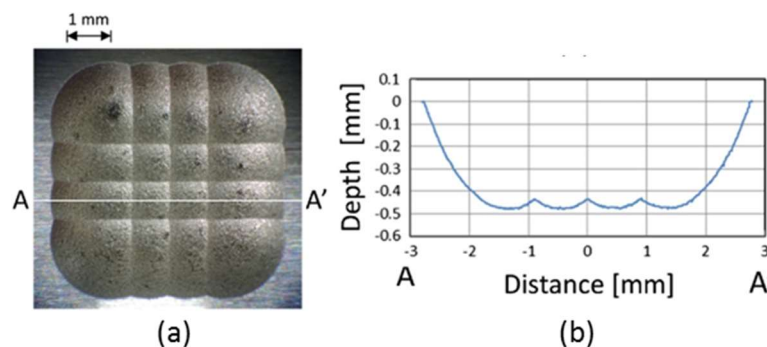 1 mm
A
A’
(a)
Depth [mm]
0.1
0
-0.1
-0.2
-0.3
-0.4
-0.5
-0.6
-3
-2
-1
0
1
2
3
A
A
Distance [mm]
(b)